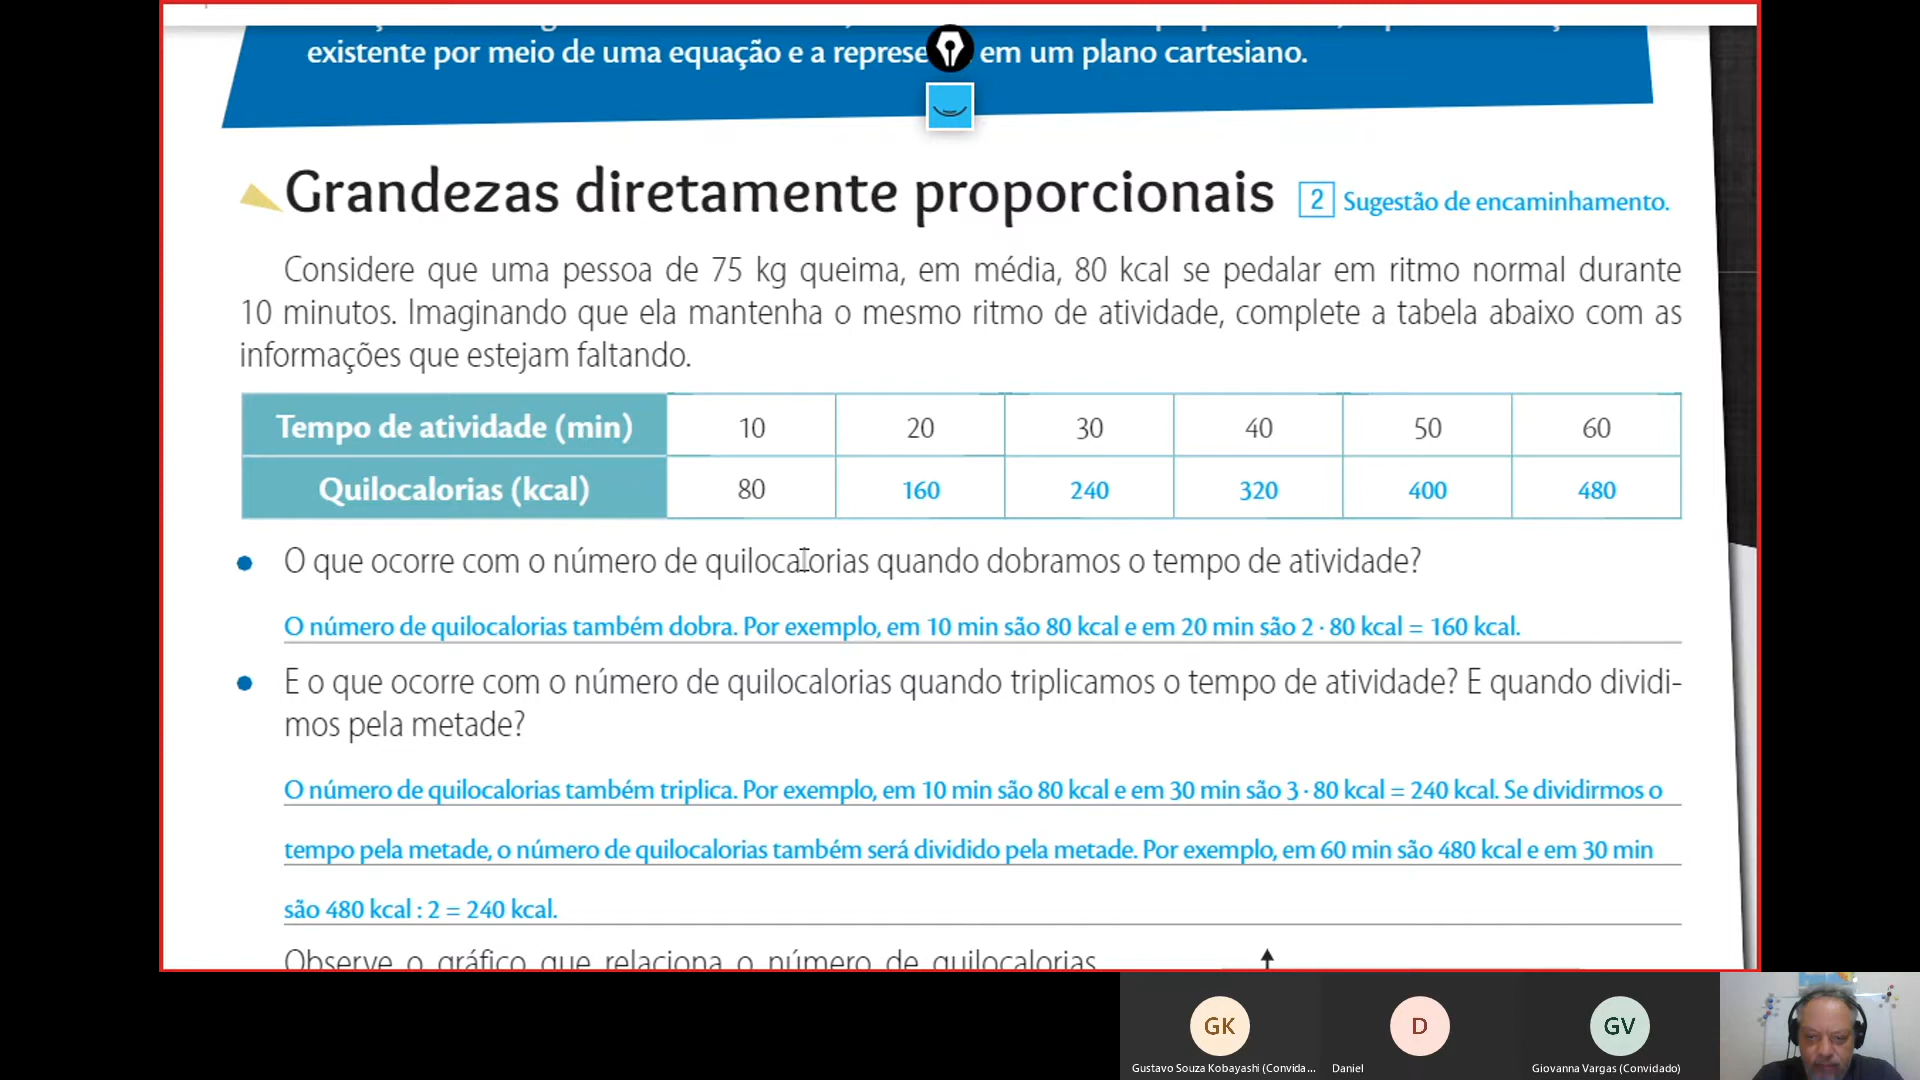 existente por meio de uma equação e a represe em um plano cartesiano.
Grandezas diretamente proporcionais 2 Sugestão de encaminhamento.
Considere que uma pessoa de 75 kg queima, em média, 80 kcal se pedalar em ritmo normal durante
10 minutos. Imaginando que ela mantenha o mesmo ritmo de atividade, complete a tabela abaixo com as
informações que estejam faltando.
Tempo de atividade (min) 10 20 30 40 50 60
Quilocalorias (kcal) 80 160 240 320 400 480
• O que ocorre com o número de quilocalorias quando dobramos o tempo de atividade?
O número de quilocalorias também dobra. Por exemplo, em 10 min são 80 kcal e em 20 min são 2 · 80 kcal = 160 kcal.
• E o que ocorre com o número de quilocalorias quando triplicamos o tempo de atividade? E quando dividi-
mos pela metade?
O número de quilocalorias também triplica. Por exemplo, em 10 min são 80 kcal e em 30 min são 3 · 80 kcal = 240 kcal. Se dividirmos o
tempo pela metade, o número de quilocalorias também será dividido pela metade. Por exemplo, em 60 min são 480 kcal e em 30 min
são 480 kcal : 2 = 240 kcal.
Observe o gráfico que relaciona o número de quilocalorias
GK D GV
Gustavo Souza Kobayashi (Convida... Daniel Giovanna Vargas (Convidado)